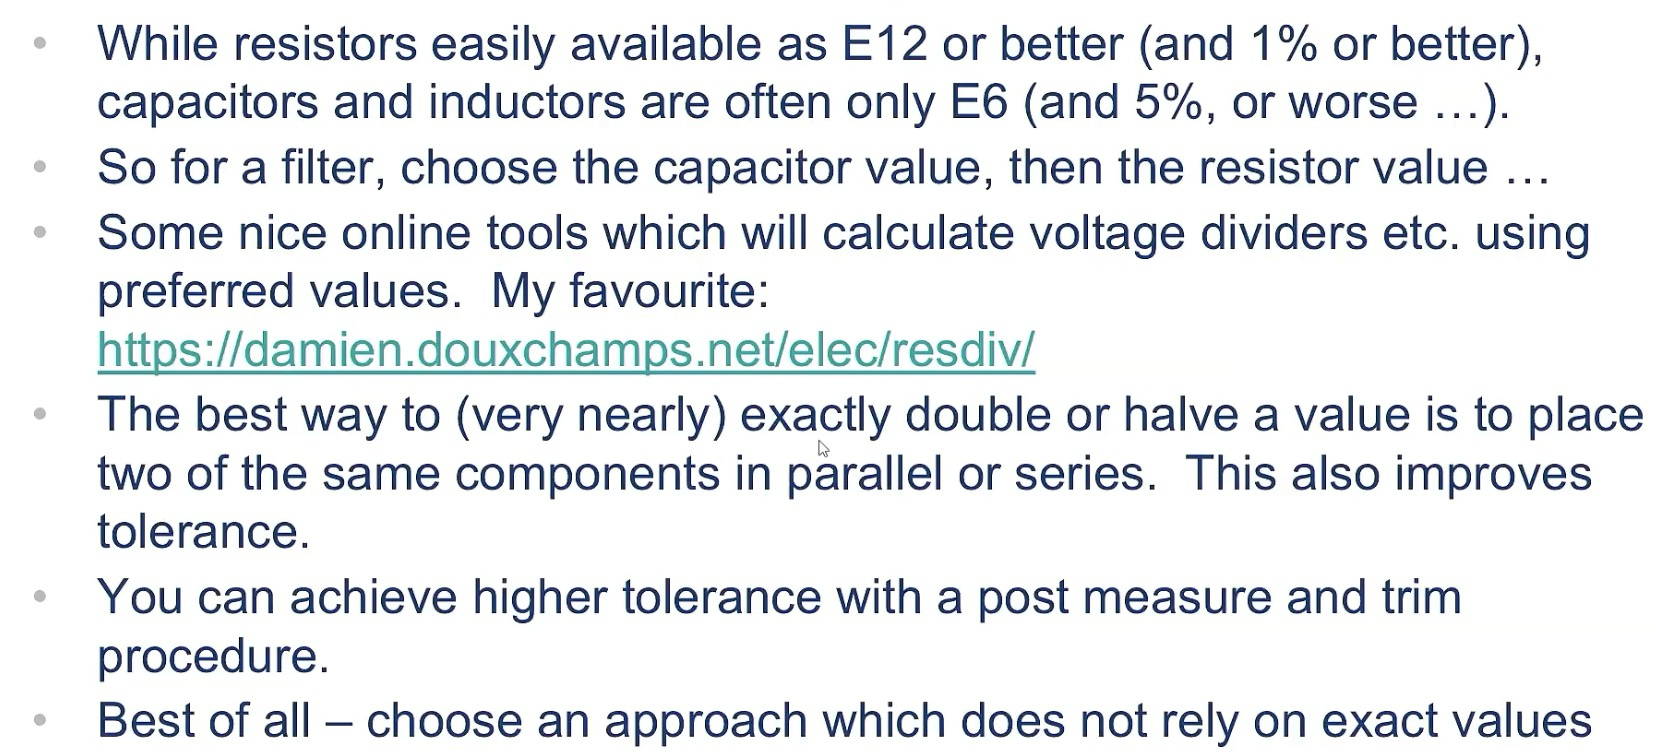 • While resistors easily available as E12 or better (and 1% or better),
capacitors and inductors are often only E6 (and 5%, or worse …).
• So for a filter, choose the capacitor value, then the resistor value …
• Some nice online tools which will calculate voltage dividers etc. using
preferred values.  My favourite:
https://damien.douxchamps.net/elec/resdiv/
• The best way to (very nearly) exactly double or halve a value is to place
two of the same components in parallel or series.  This also improves
tolerance.
• You can achieve higher tolerance with a post measure and trim
procedure.
• Best of all – choose an approach which does not rely on exact values